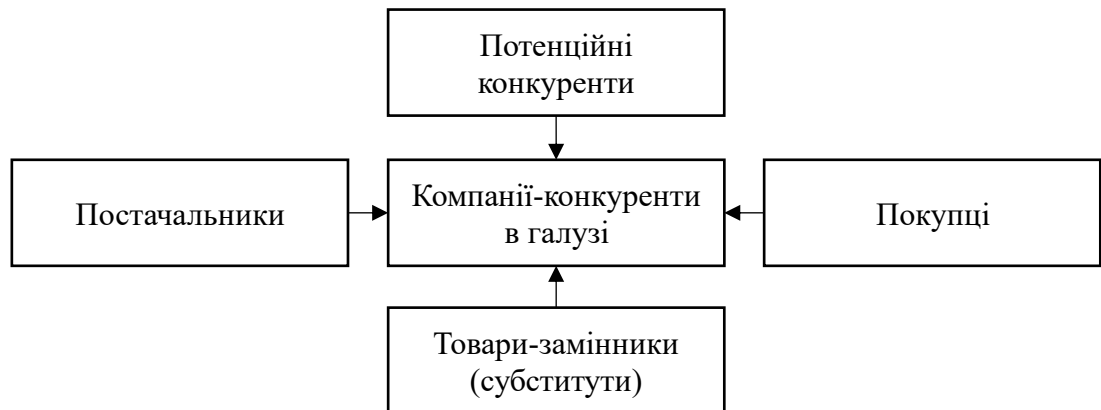 Потенційні
конкуренти
Постачальники
Компанії-конкуренти
в галузі
Покупці
Товари-замінники
(субститути)